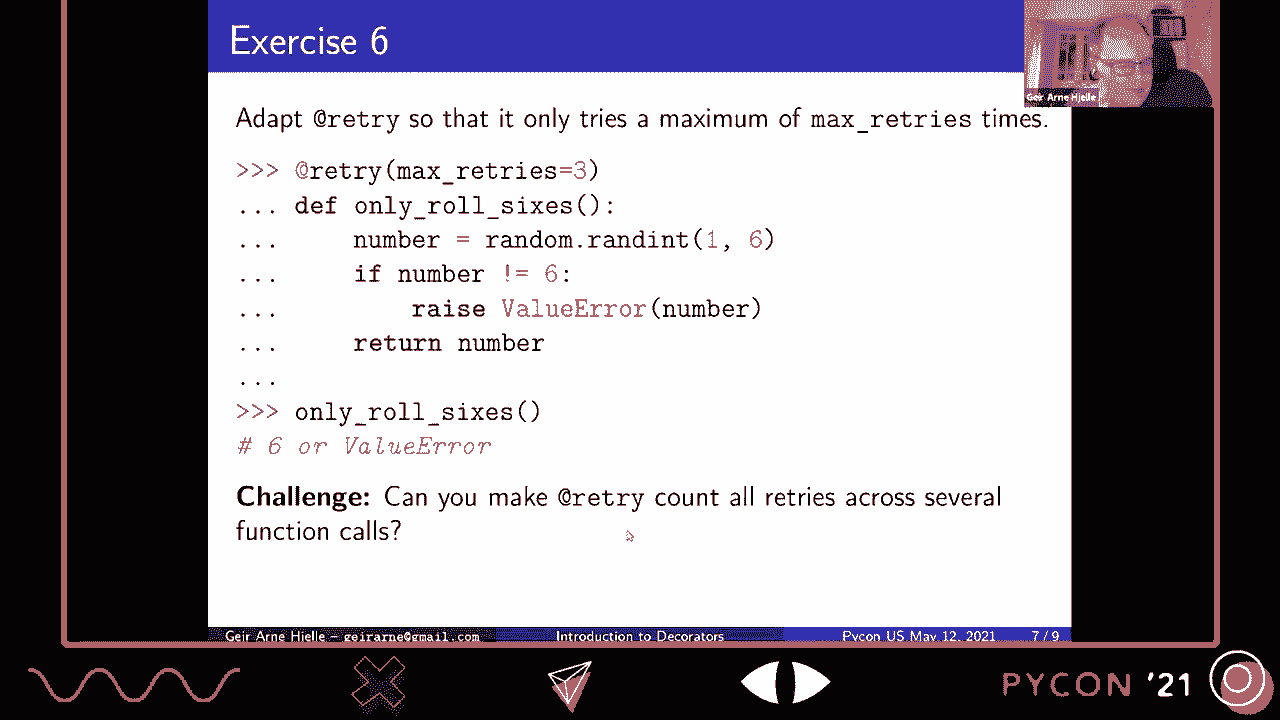 Exercise 6
Geir Arne Hjelle
Adapt @retry so that it only tries a maximum of max_retries times.
>>> @retry(max_retries=3)
... def only_roll_sixes():
...     number = random.randint(1, 6)
...     if number != 6:
...         raise ValueError(number)
...     return number
...
>>> only_roll_sixes()
# 6 or ValueError
Challenge: Can you make @retry count all retries across several
function calls?
Geir Arne Hjelle – geirarne@gmail.com Introduction to Decorators Pycon US May 12, 2021 7 / 9
PYCON '21